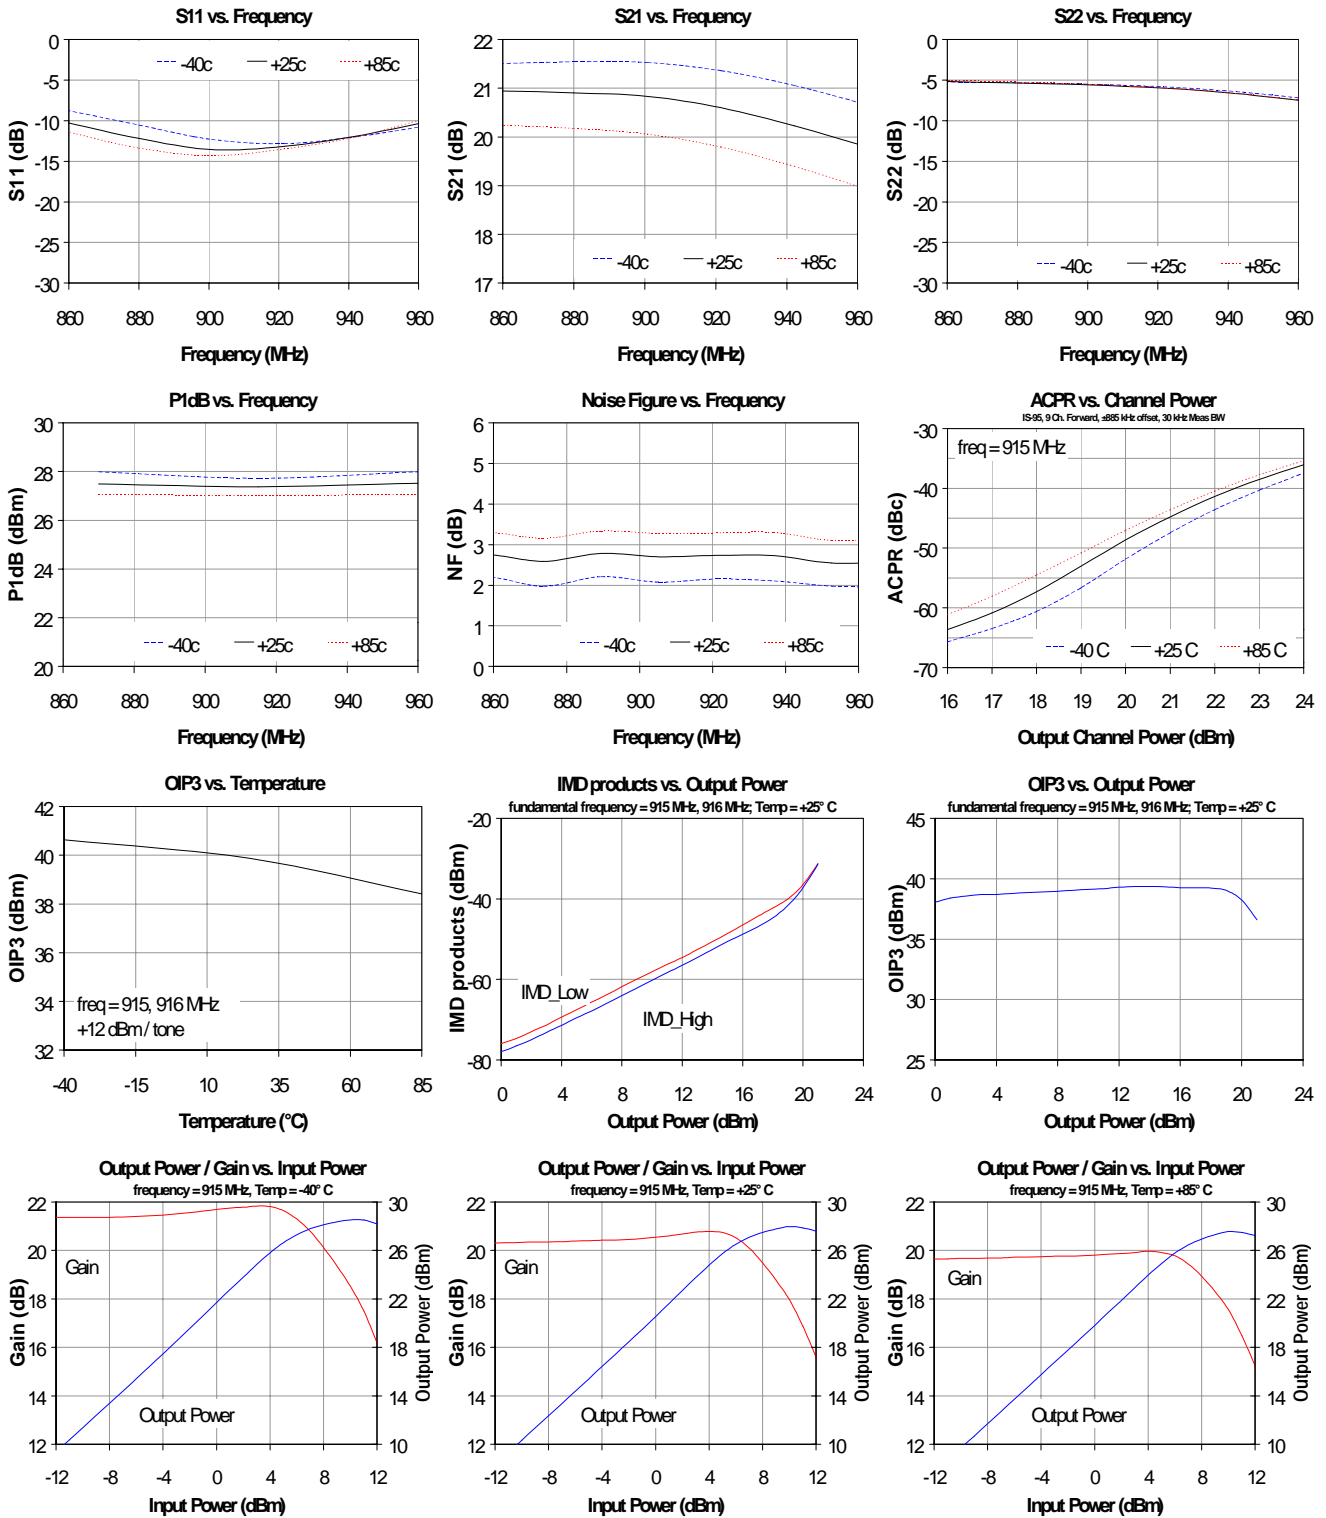 S11 vs. Frequency
0
-5
-10
-15
-20
-25
-30
S11 (dB)
-40c +25c +85c
860 880 900 920 940 960
Frequency (MHz)
S21 vs. Frequency
22
21
20
19
18
17
S21 (dB)
-40c +25c +85c
860 880 900 920 940 960
Frequency (MHz)
S22 vs. Frequency
0
-5
-10
-15
-20
-25
-30
S22 (dB)
-40c +25c +85c
860 880 900 920 940 960
Frequency (MHz)
P1dB vs. Frequency
30
28
26
24
22
20
P1dB (dBm)
-40c +25c +85c
860 880 900 920 940 960
Frequency (MHz)
Noise Figure vs. Frequency
6
5
4
3
2
1
0
NF (dB)
-40c +25c +85c
860 880 900 920 940 960
Frequency (MHz)
ACPR vs. Channel Power
IS-95, 9 Ch. Forward, ±885 kHz offset, 30 kHz Meas BW
-30
-40
-50
-60
-70
ACPR (dBc)
freq = 915 MHz
-40 C +25 C +85 C
16 17 18 19 20 21 22 23 24
Output Channel Power (dBm)
OIP3 vs. Temperature
42
40
38
36
34
32
OIP3 (dBm)
freq = 915, 916 MHz
+12 dBm / tone
-40 -15 10 35 60 85
Temperature (°C)
IMD products vs. Output Power
fundamental frequency = 915 MHz, 916 MHz; Temp = +25° C
-20
-40
-60
-80
IMD products (dBm)
IMD_Low
IMD_High
0 4 8 12 16 20 24
Output Power (dBm)
OIP3 vs. Output Power
fundamental frequency = 915 MHz, 916 MHz; Temp = +25° C
45
40
35
30
25
OIP3 (dBm)
0 4 8 12 16 20 24
Output Power (dBm)
Output Power / Gain vs. Input Power
frequency = 915 MHz, Temp = -40° C
22
20
18
16
14
12
Gain (dB)
Gain
Output Power
30
26
22
18
14
10
Output Power (dBm)
-12 -8 -4 0 4 8 12
Input Power (dBm)
Output Power / Gain vs. Input Power
frequency = 915 MHz, Temp = +25° C
22
20
18
16
14
12
Gain (dB)
Gain
Output Power
30
26
22
18
14
10
Output Power (dBm)
-12 -8 -4 0 4 8 12
Input Power (dBm)
Output Power / Gain vs. Input Power
frequency = 915 MHz, Temp = +85° C
22
20
18
16
14
12
Gain (dB)
Gain
Output Power
30
26
22
18
14
10
Output Power (dBm)
-12 -8 -4 0 4 8 12
Input Power (dBm)